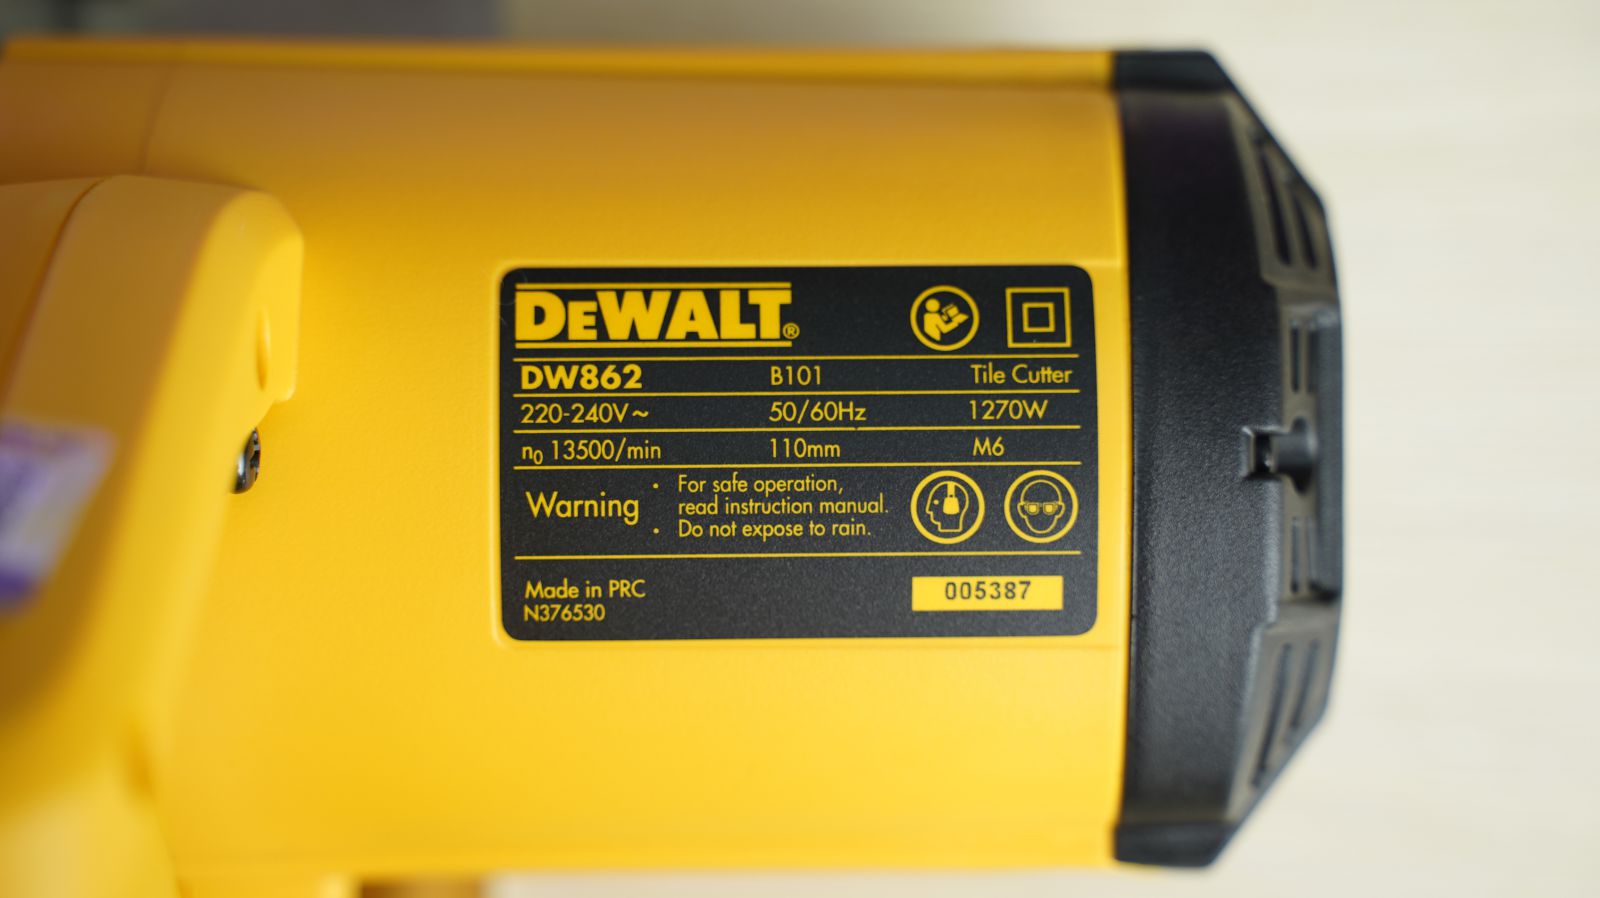 DEWALT®
DW862 B101 Tile Cutter
220-240V~ 50/60Hz 1270W
n₀ 13500/min 110mm M6
Warning
• For safe operation,
read instruction manual.
• Do not expose to rain.
Made in PRC
N376530
005387